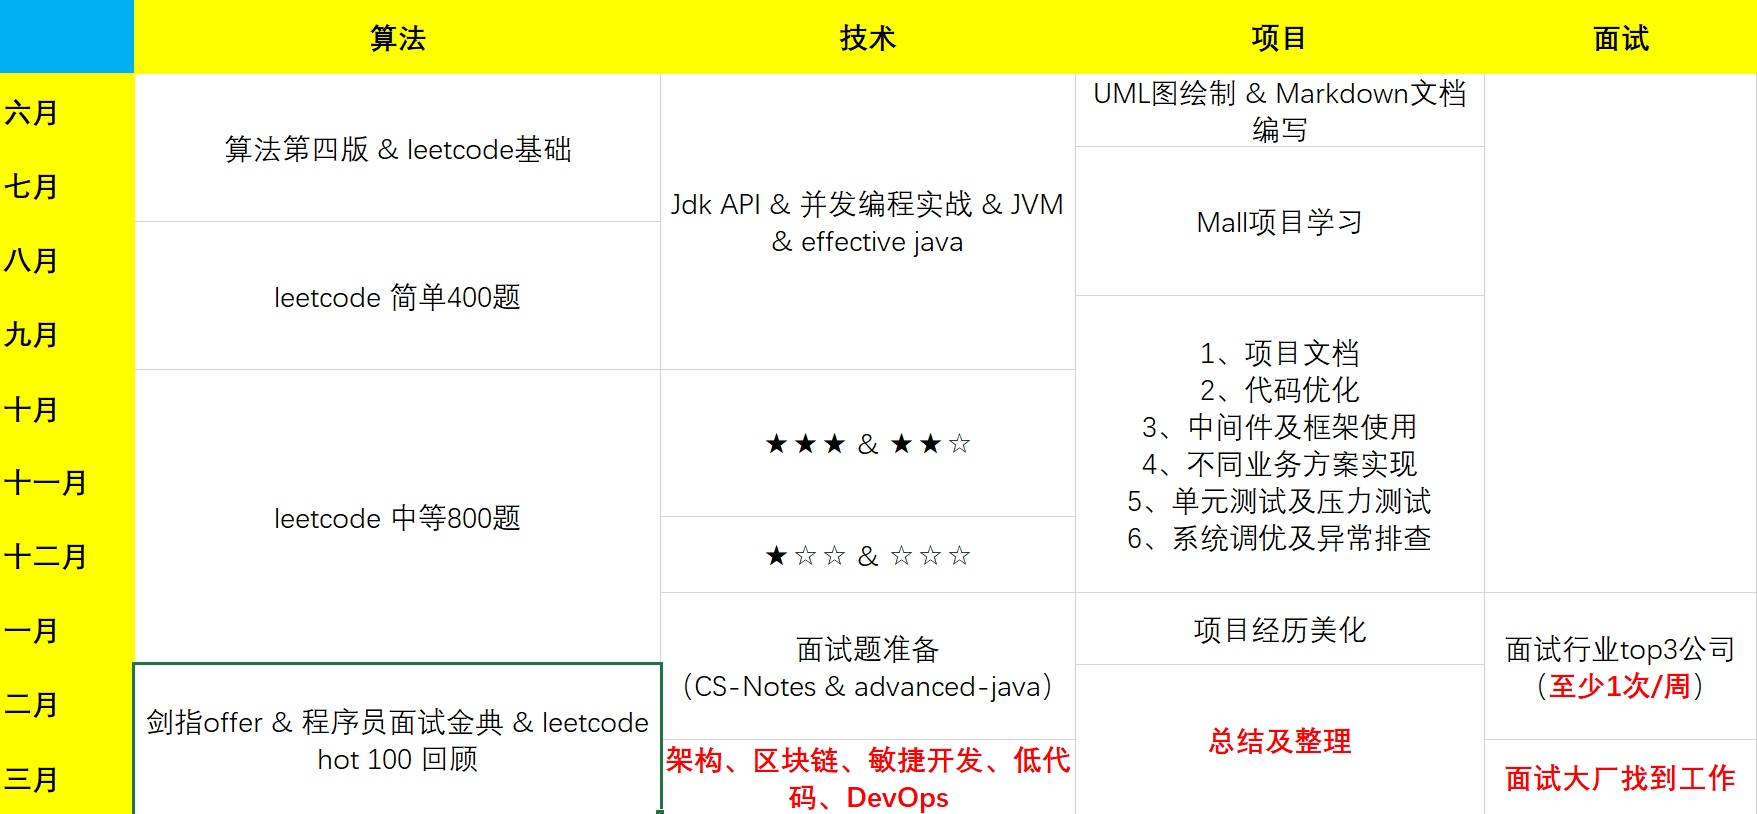 算法
技术
项目
面试
六月
七月
八月
九月
十月
十一月
十二月
一月
二月
三月
算法第四版 & leetcode基础
leetcode 简单400题
leetcode 中等800题
剑指offer & 程序员面试金典 & leetcode
hot 100 回顾
Jdk API & 并发编程实战 & JVM
& effective java
★★★ & ★★☆
★☆☆ & ☆☆☆
面试题准备
（CS-Notes & advanced-java）
架构、区块链、敏捷开发、低代
码、DevOps
UML图绘制 & Markdown文档
编写
Mall项目学习
1、项目文档
2、代码优化
3、中间件及框架使用
4、不同业务方案实现
5、单元测试及压力测试
6、系统调优及异常排查
项目经历美化
总结及整理
面试行业top3公司
（至少1次/周）
面试大厂找到工作